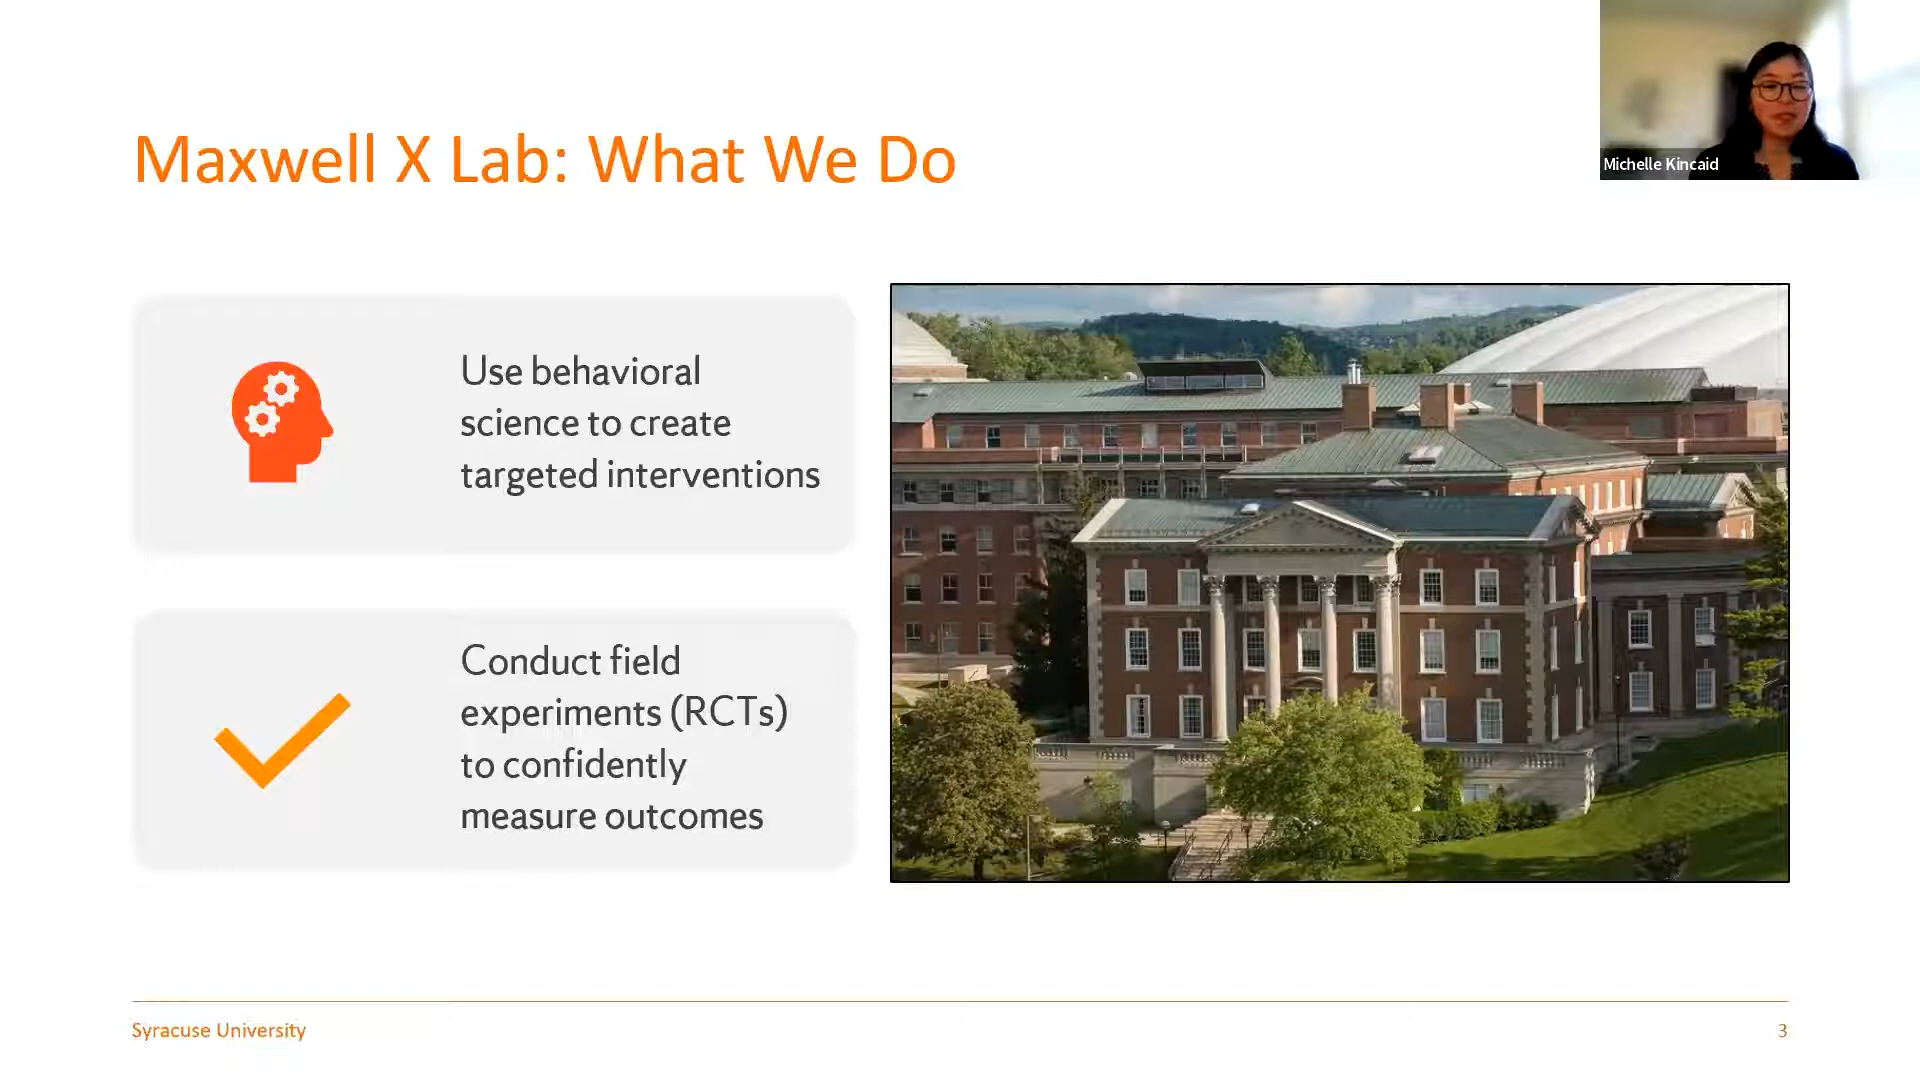 Maxwell X Lab: What We Do
Michelle Kincaid
Use behavioral
science to create
targeted interventions
Conduct field
experiments (RCTs)
to confidently
measure outcomes
Syracuse University
3